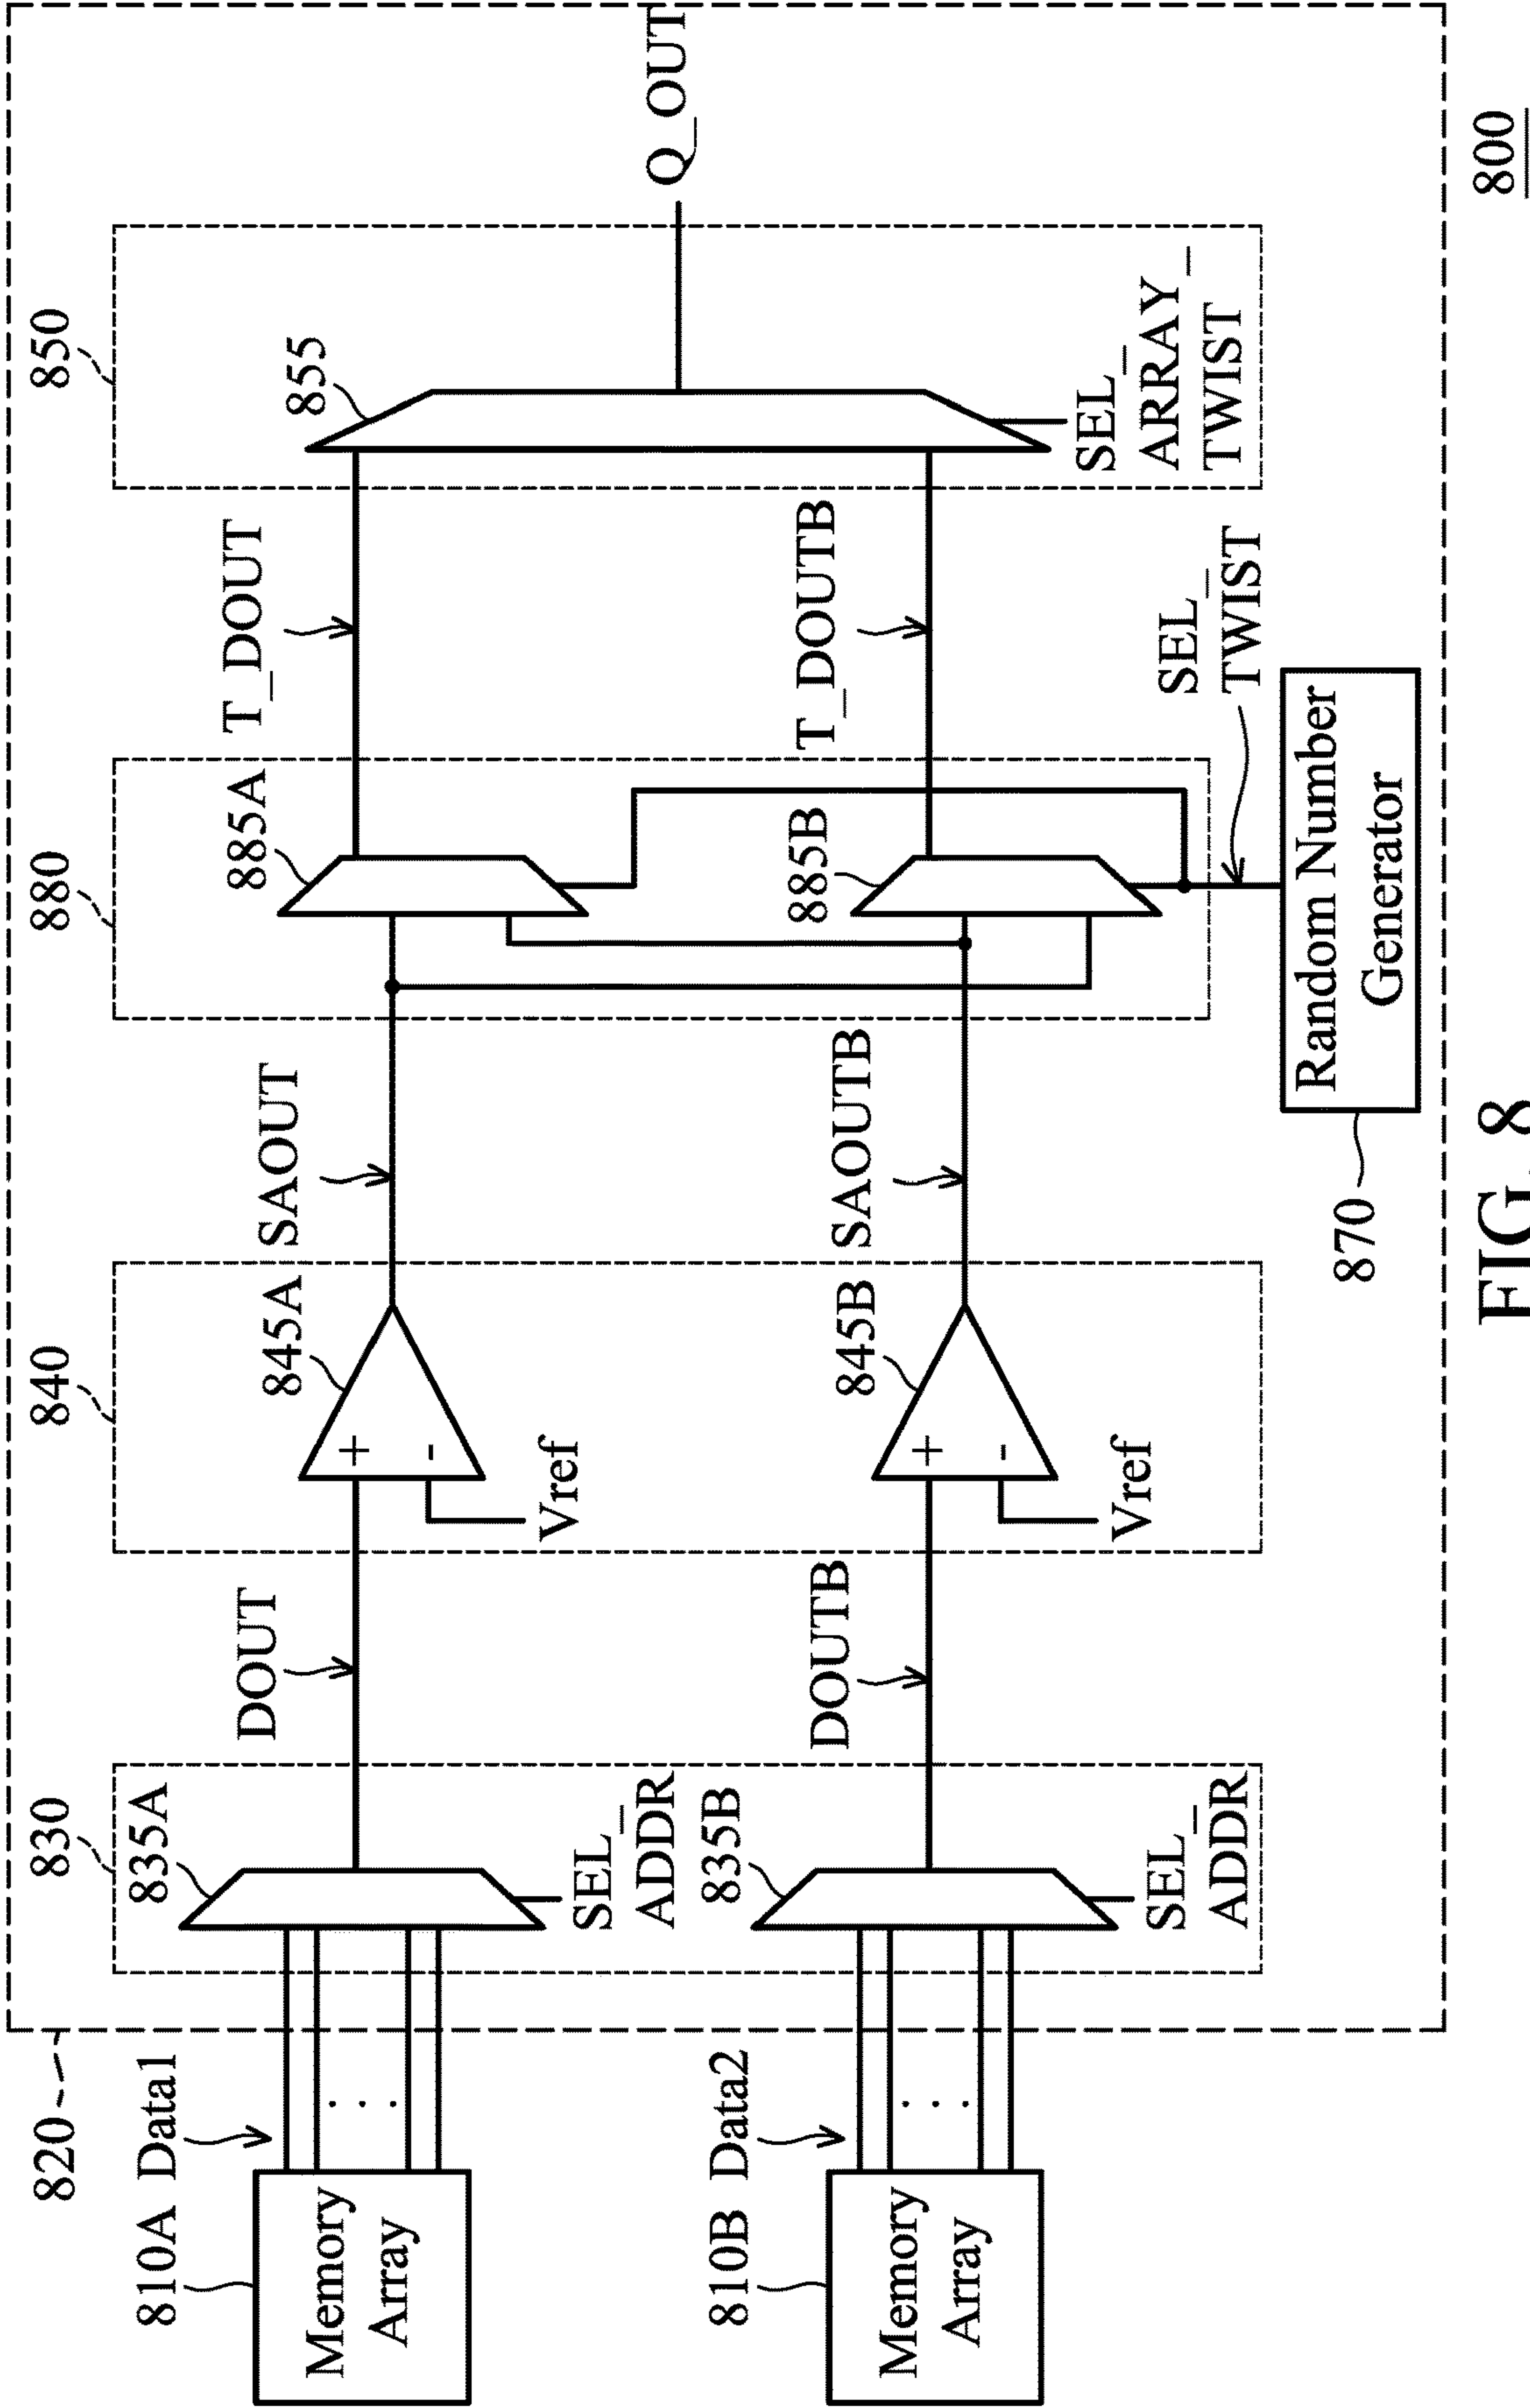 820
830
840
880
850
810A
Data1
835A
DOUT
845A
SAOUT
885A
T_DOUT
855
Memory
Array
SEL_
ADDR
+
-
Vref
Q_OUT
810B
Data2
835B
DOUTB
845B
SAOUTB
885B
T_DOUTB
Memory
Array
SEL_
ADDR
+
-
Vref
SEL_
ARRAY_
TWIST
SEL_
TWIST
870
Random Number
Generator
800
FIG. 8